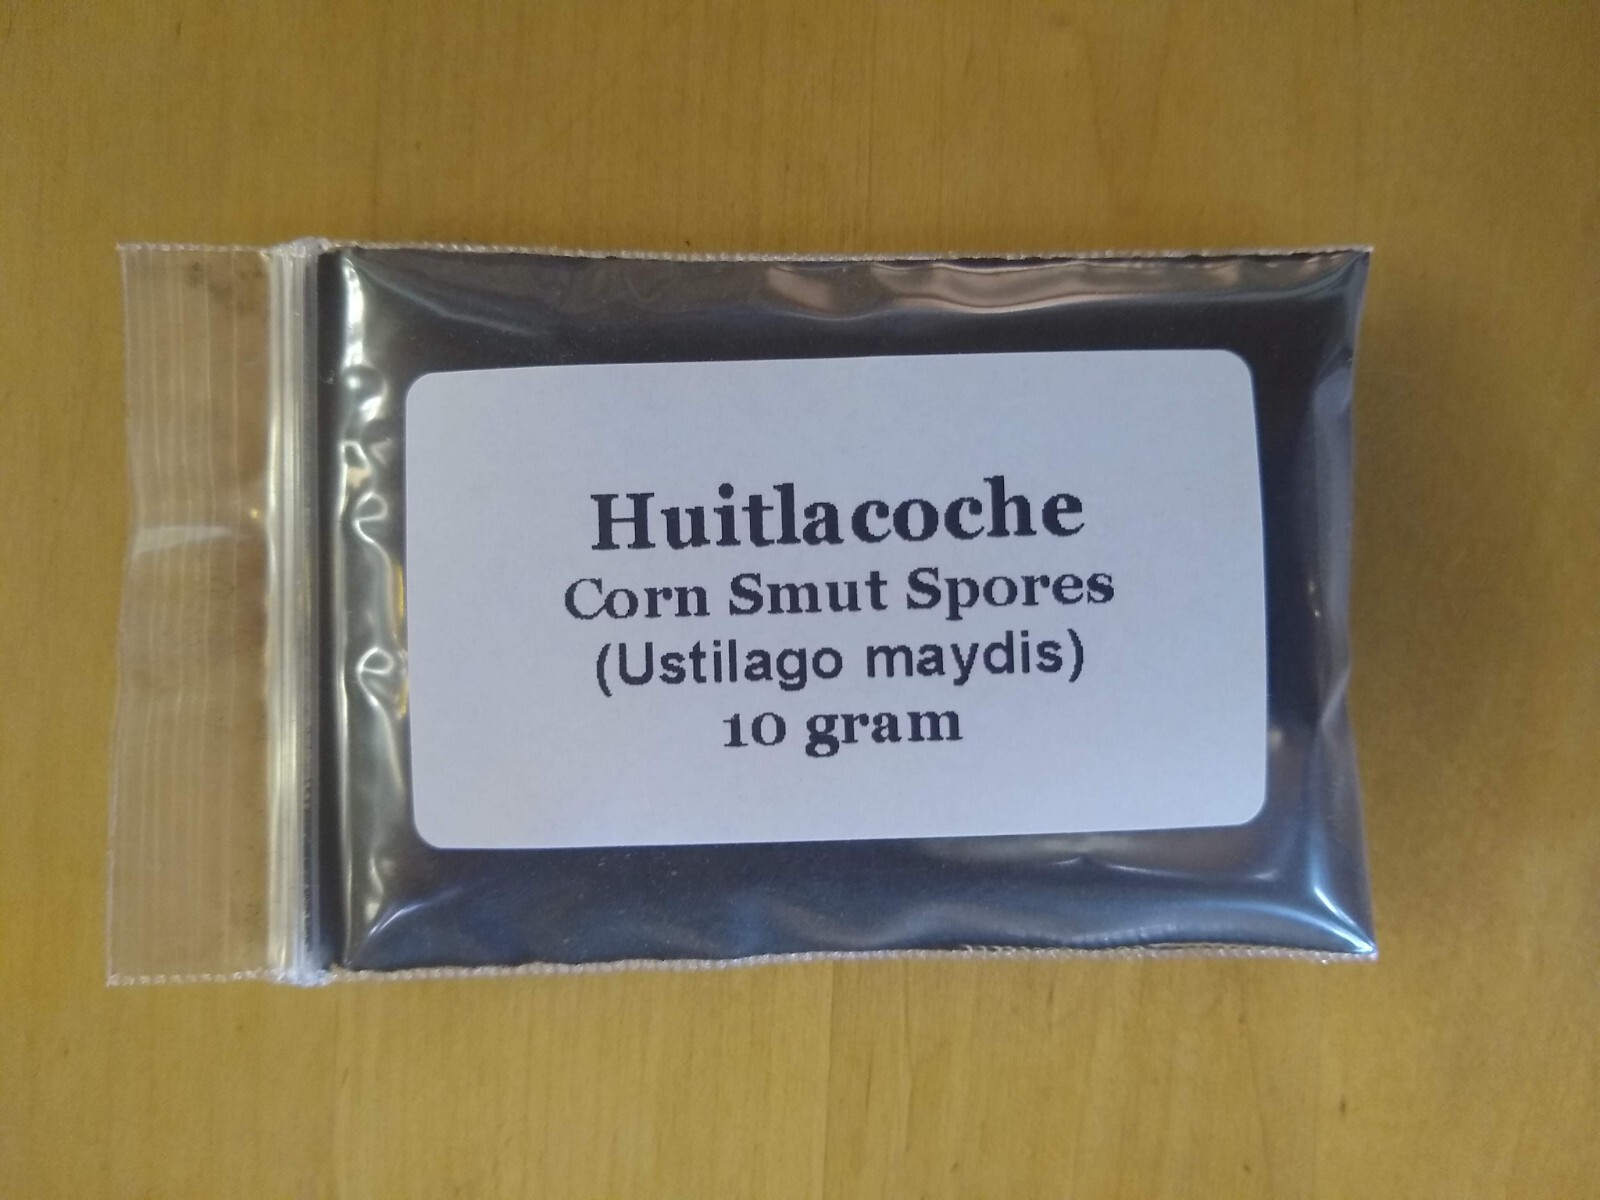 Huitlacoche
Corn Smut Spores
(Ustilago maydis)
10 gram